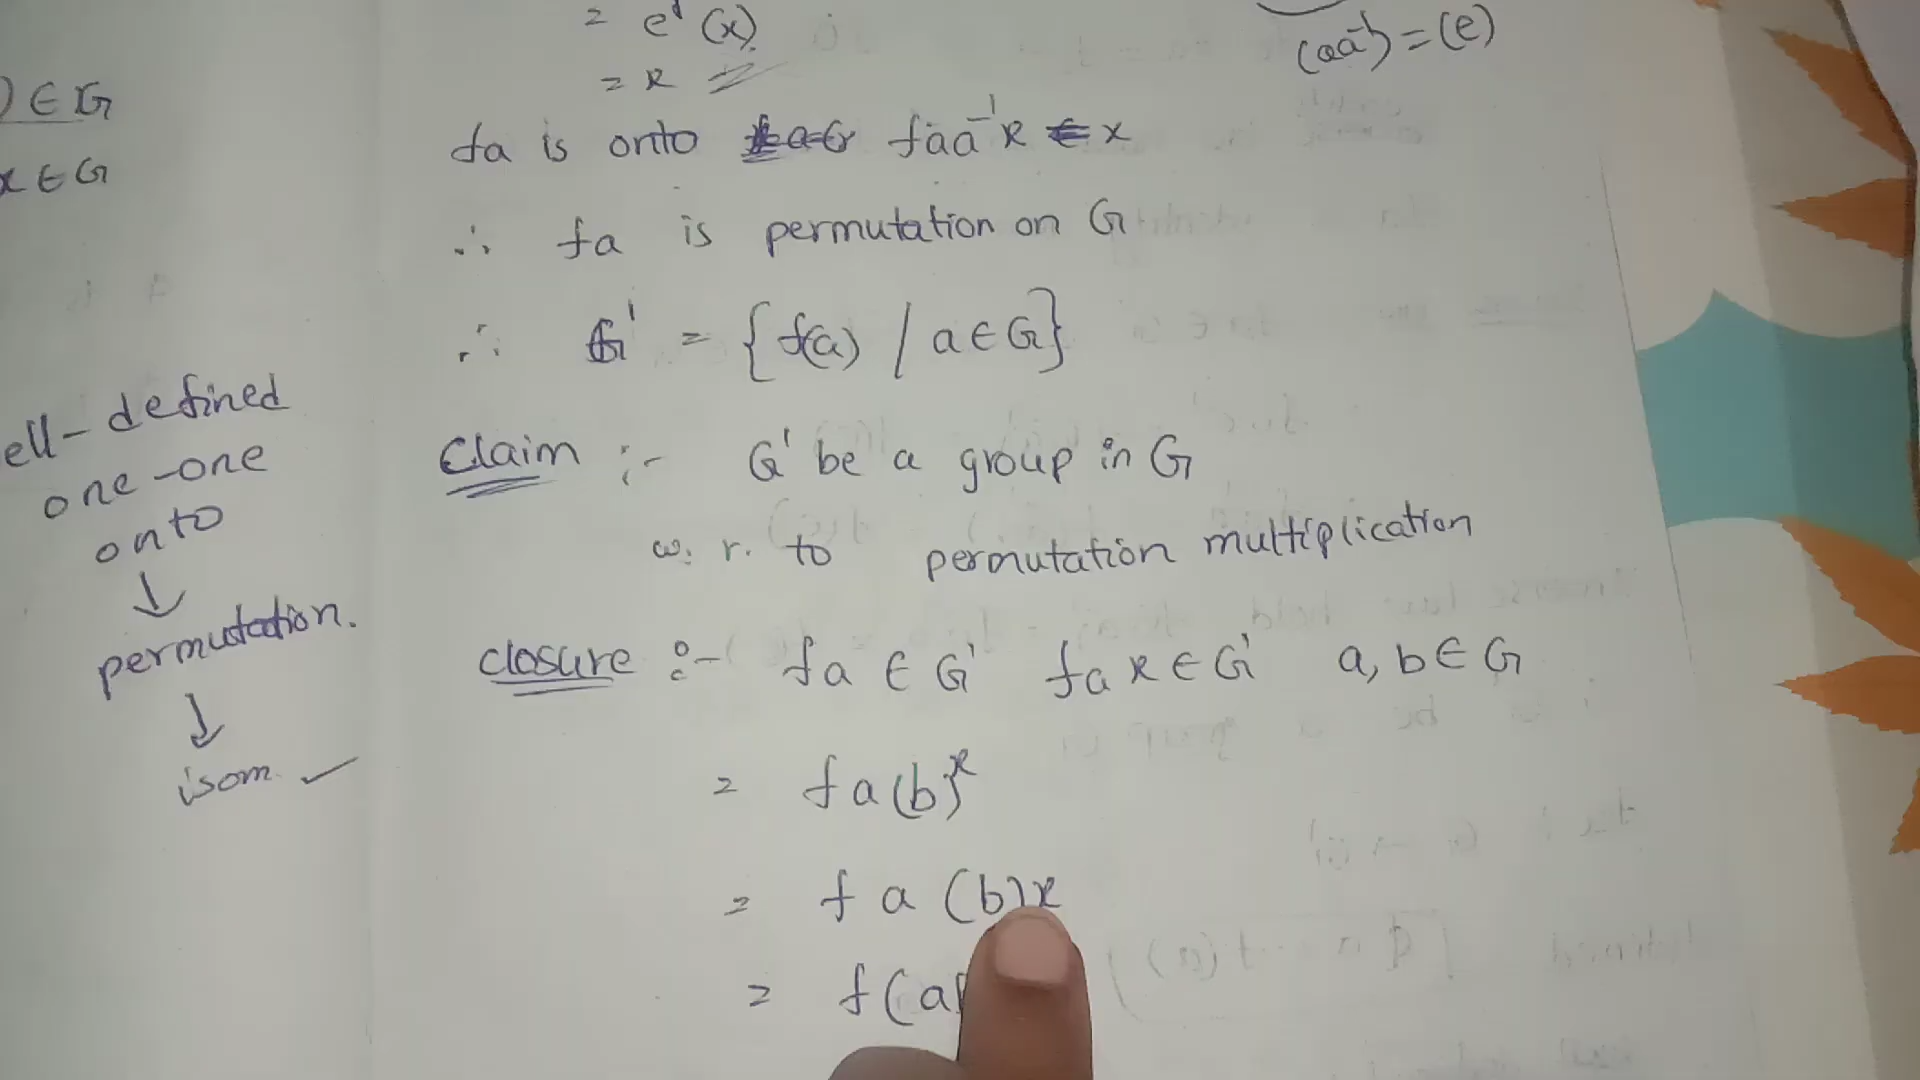 = e¹ (x)
= x
(aa⁻¹) = (e)
) ∈ G
x ∈ G
fa is onto faa⁻¹x = x
∴ fa is permutation on G
∴ G' = {f(a) / a ∈ G}
ell-defined
one-one
onto
↓
permutation.
↓
isom. ✓
Claim :- G' be a group in G
w. r. to permutation multiplication
closure :- fa ∈ G' fax ∈ G' a, b ∈ G
= fa(b)ˣ
= f a (b)x
= f(a